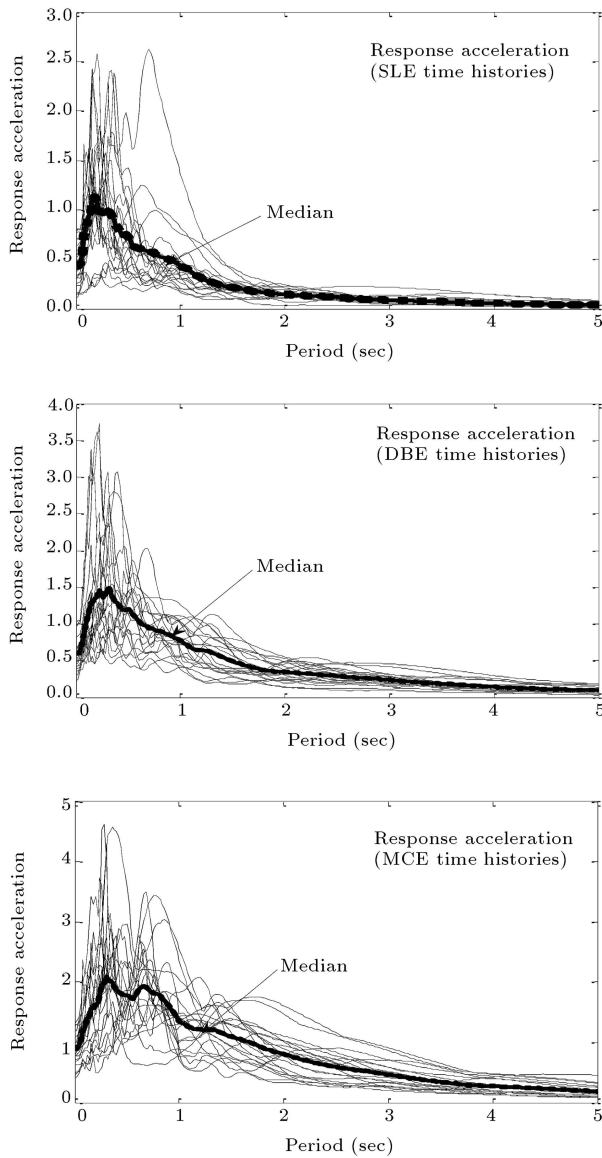 3.0
2.5
2.0
1.5
1.0
0.5
0.0
Response acceleration
Response acceleration
(SLE time histories)
Median
0 1 2 3 4 5
Period (sec)
4.0
3.5
3.0
2.5
2.0
1.5
1.0
0.5
0.0
Response acceleration
Response acceleration
(DBE time histories)
Median
0 1 2 3 4 5
Period (sec)
5
4
3
2
1
0
Response acceleration
Response acceleration
(MCE time histories)
Median
0 1 2 3 4 5
Period (sec)